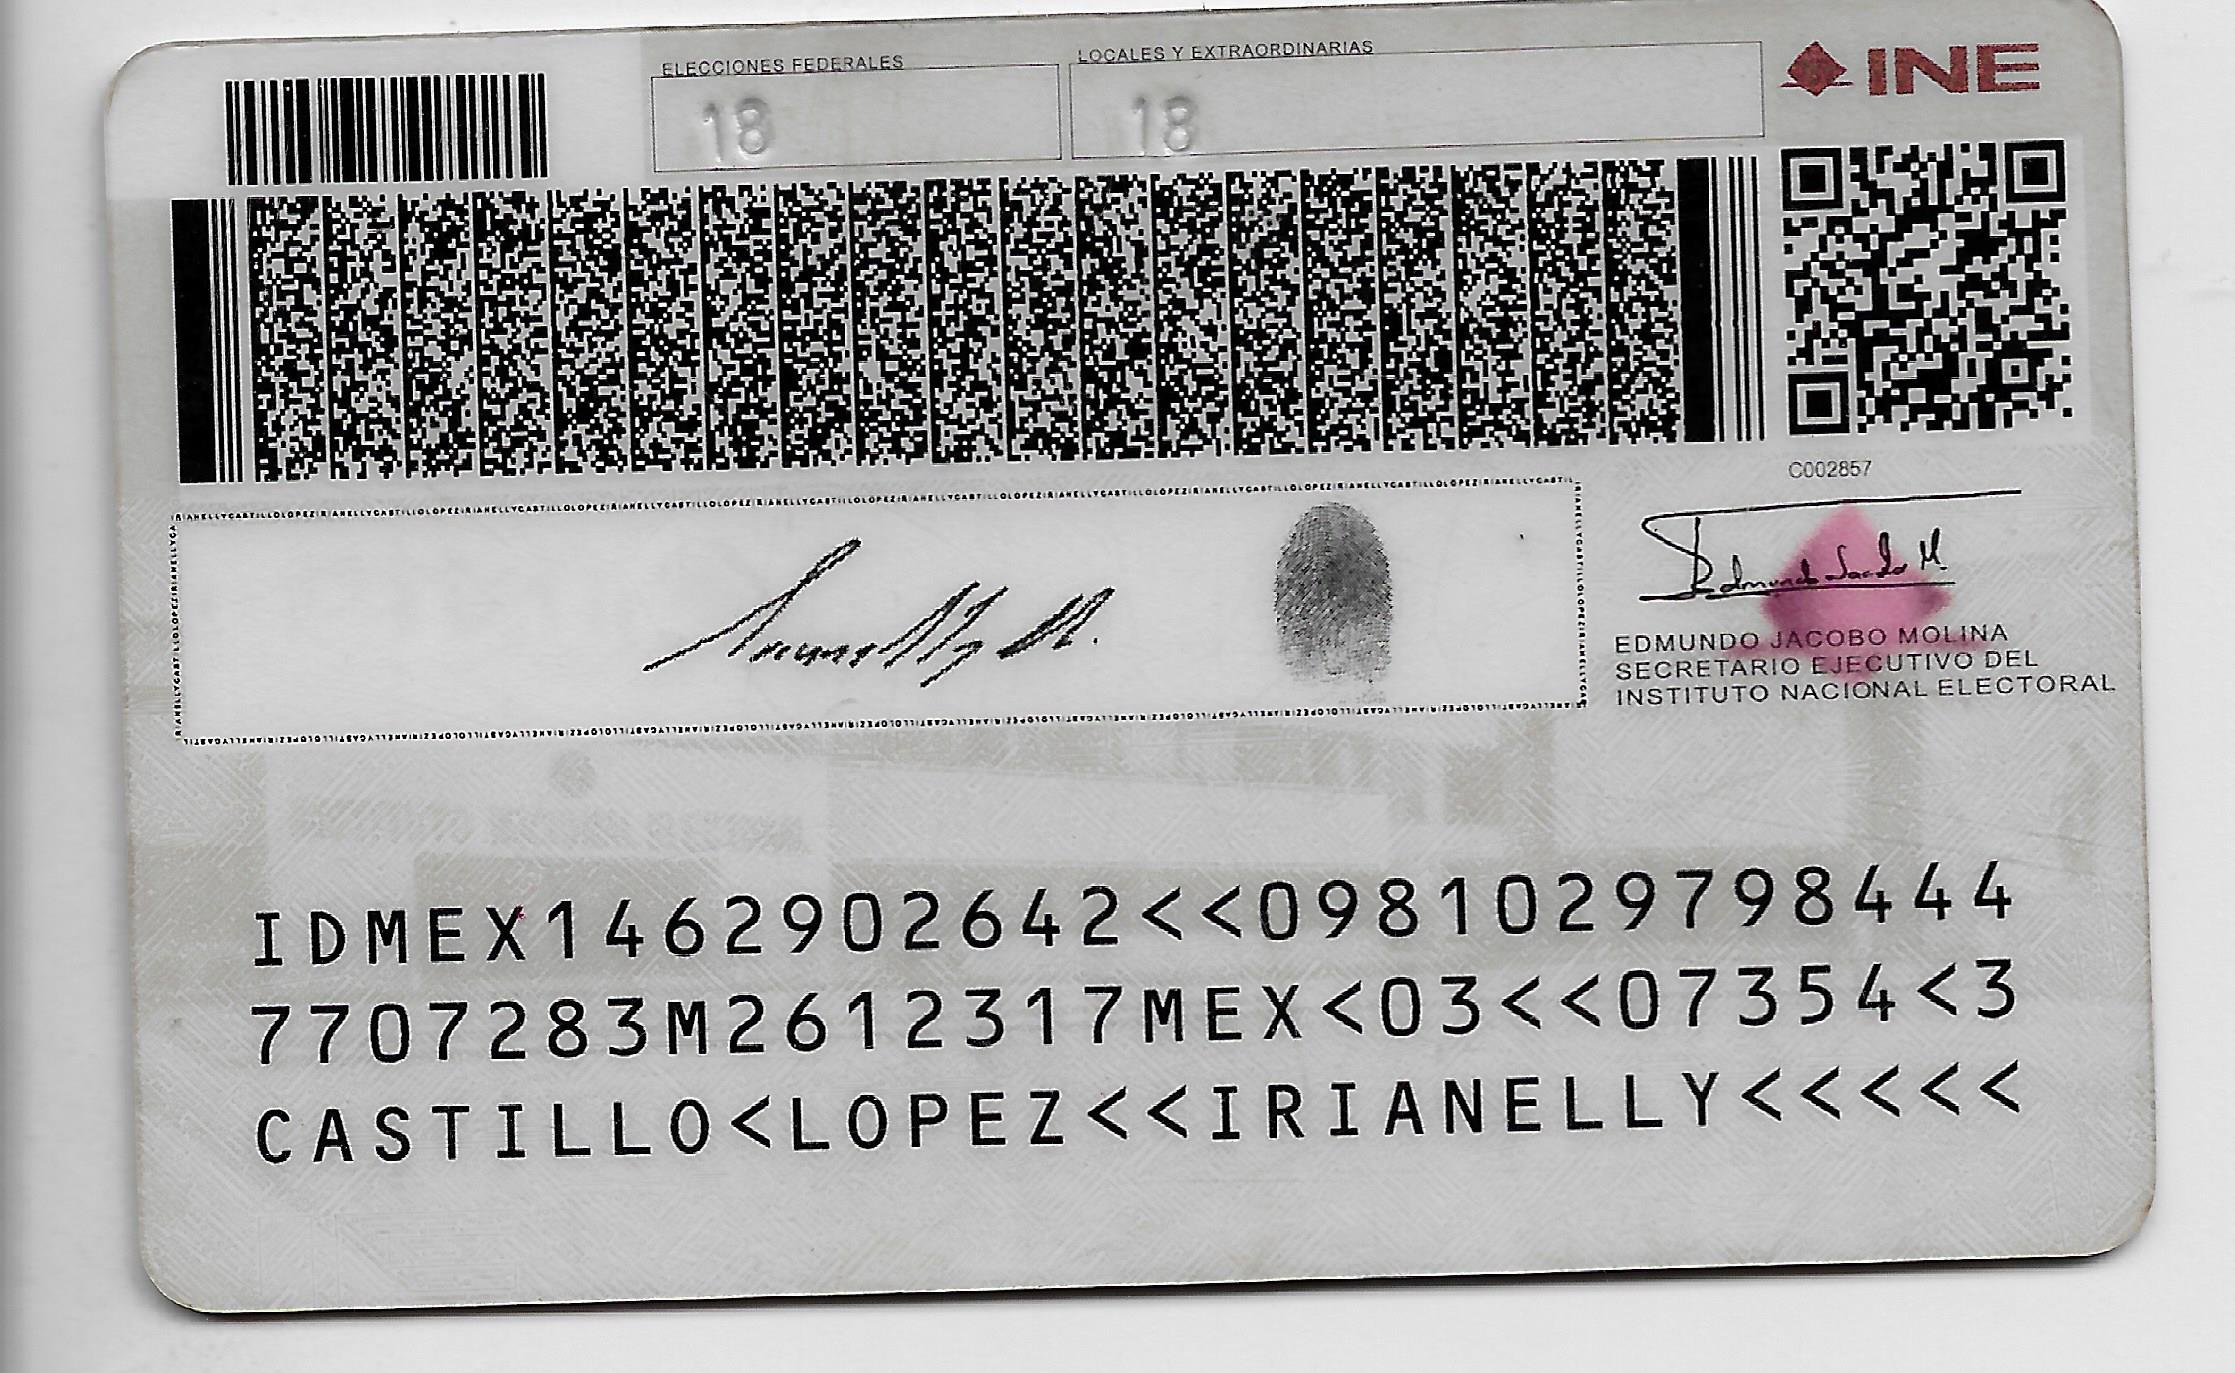 ELECCIONES FEDERALES
18
LOCALES Y EXTRAORDINARIAS
18
INE
C002857
EDMUNDO JACOBO MOLINA
SECRETARIO EJECUTIVO DEL
INSTITUTO NACIONAL ELECTORAL
IDMEX1462902642<<0981029798444
7707283M2612317MEX<03<<07354<3
CASTILLO<LOPEZ<<IRIANELLY<<<<<